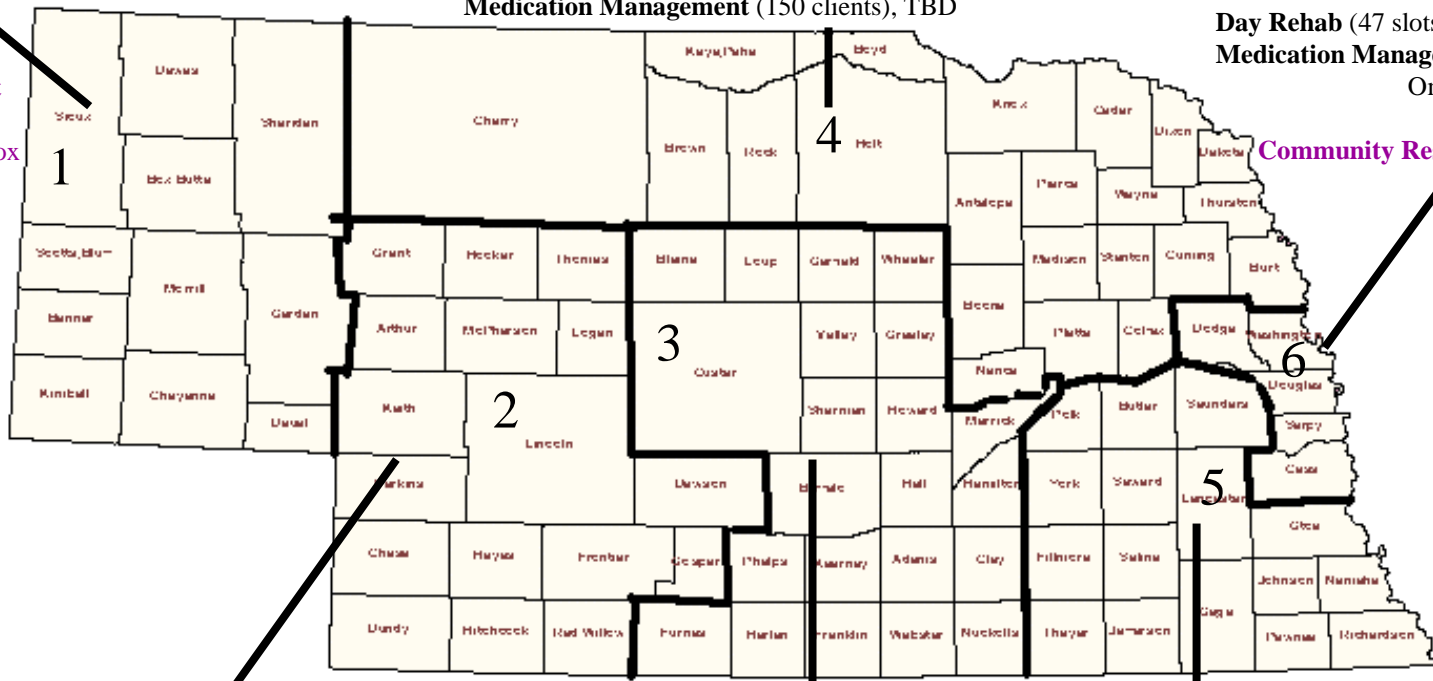 Medication Management (150 clients), TBD
Day Rehab (47 slots
Medication Manage
Or
Community Re
ox
1
2
3
4
5
6
Sioux
Dawes
Sheridan
Box Butte
Scotts Bluff
Banner
Kimball
Morrill
Cheyenne
Garden
Deuel
Cherry
Keya Paha
Boyd
Brown
Rock
Holt
Knox
Cedar
Dixon
Dakota
Antelope
Pierce
Wayne
Thurston
Madison
Stanton
Cuming
Burt
Boone
Platte
Colfax
Dodge
Washington
Nance
Douglas
Sarpy
Cass
Grant
Hooker
Thomas
Blaine
Loup
Garfield
Wheeler
Arthur
McPherson
Logan
Custer
Valley
Greeley
Sherman
Howard
Merrick
Polk
Butler
Saunders
Keith
Lincoln
Perkins
Dawson
Buffalo
Hall
Hamilton
York
Seward
Lancaster
Otoe
Chase
Hayes
Frontier
Gosper
Phelps
Kearney
Adams
Clay
Fillmore
Saline
Gage
Johnson
Nemaha
Dundy
Hitchcock
Red Willow
Furnas
Harlan
Franklin
Webster
Nuckolls
Thayer
Jefferson
Pawnee
Richardson